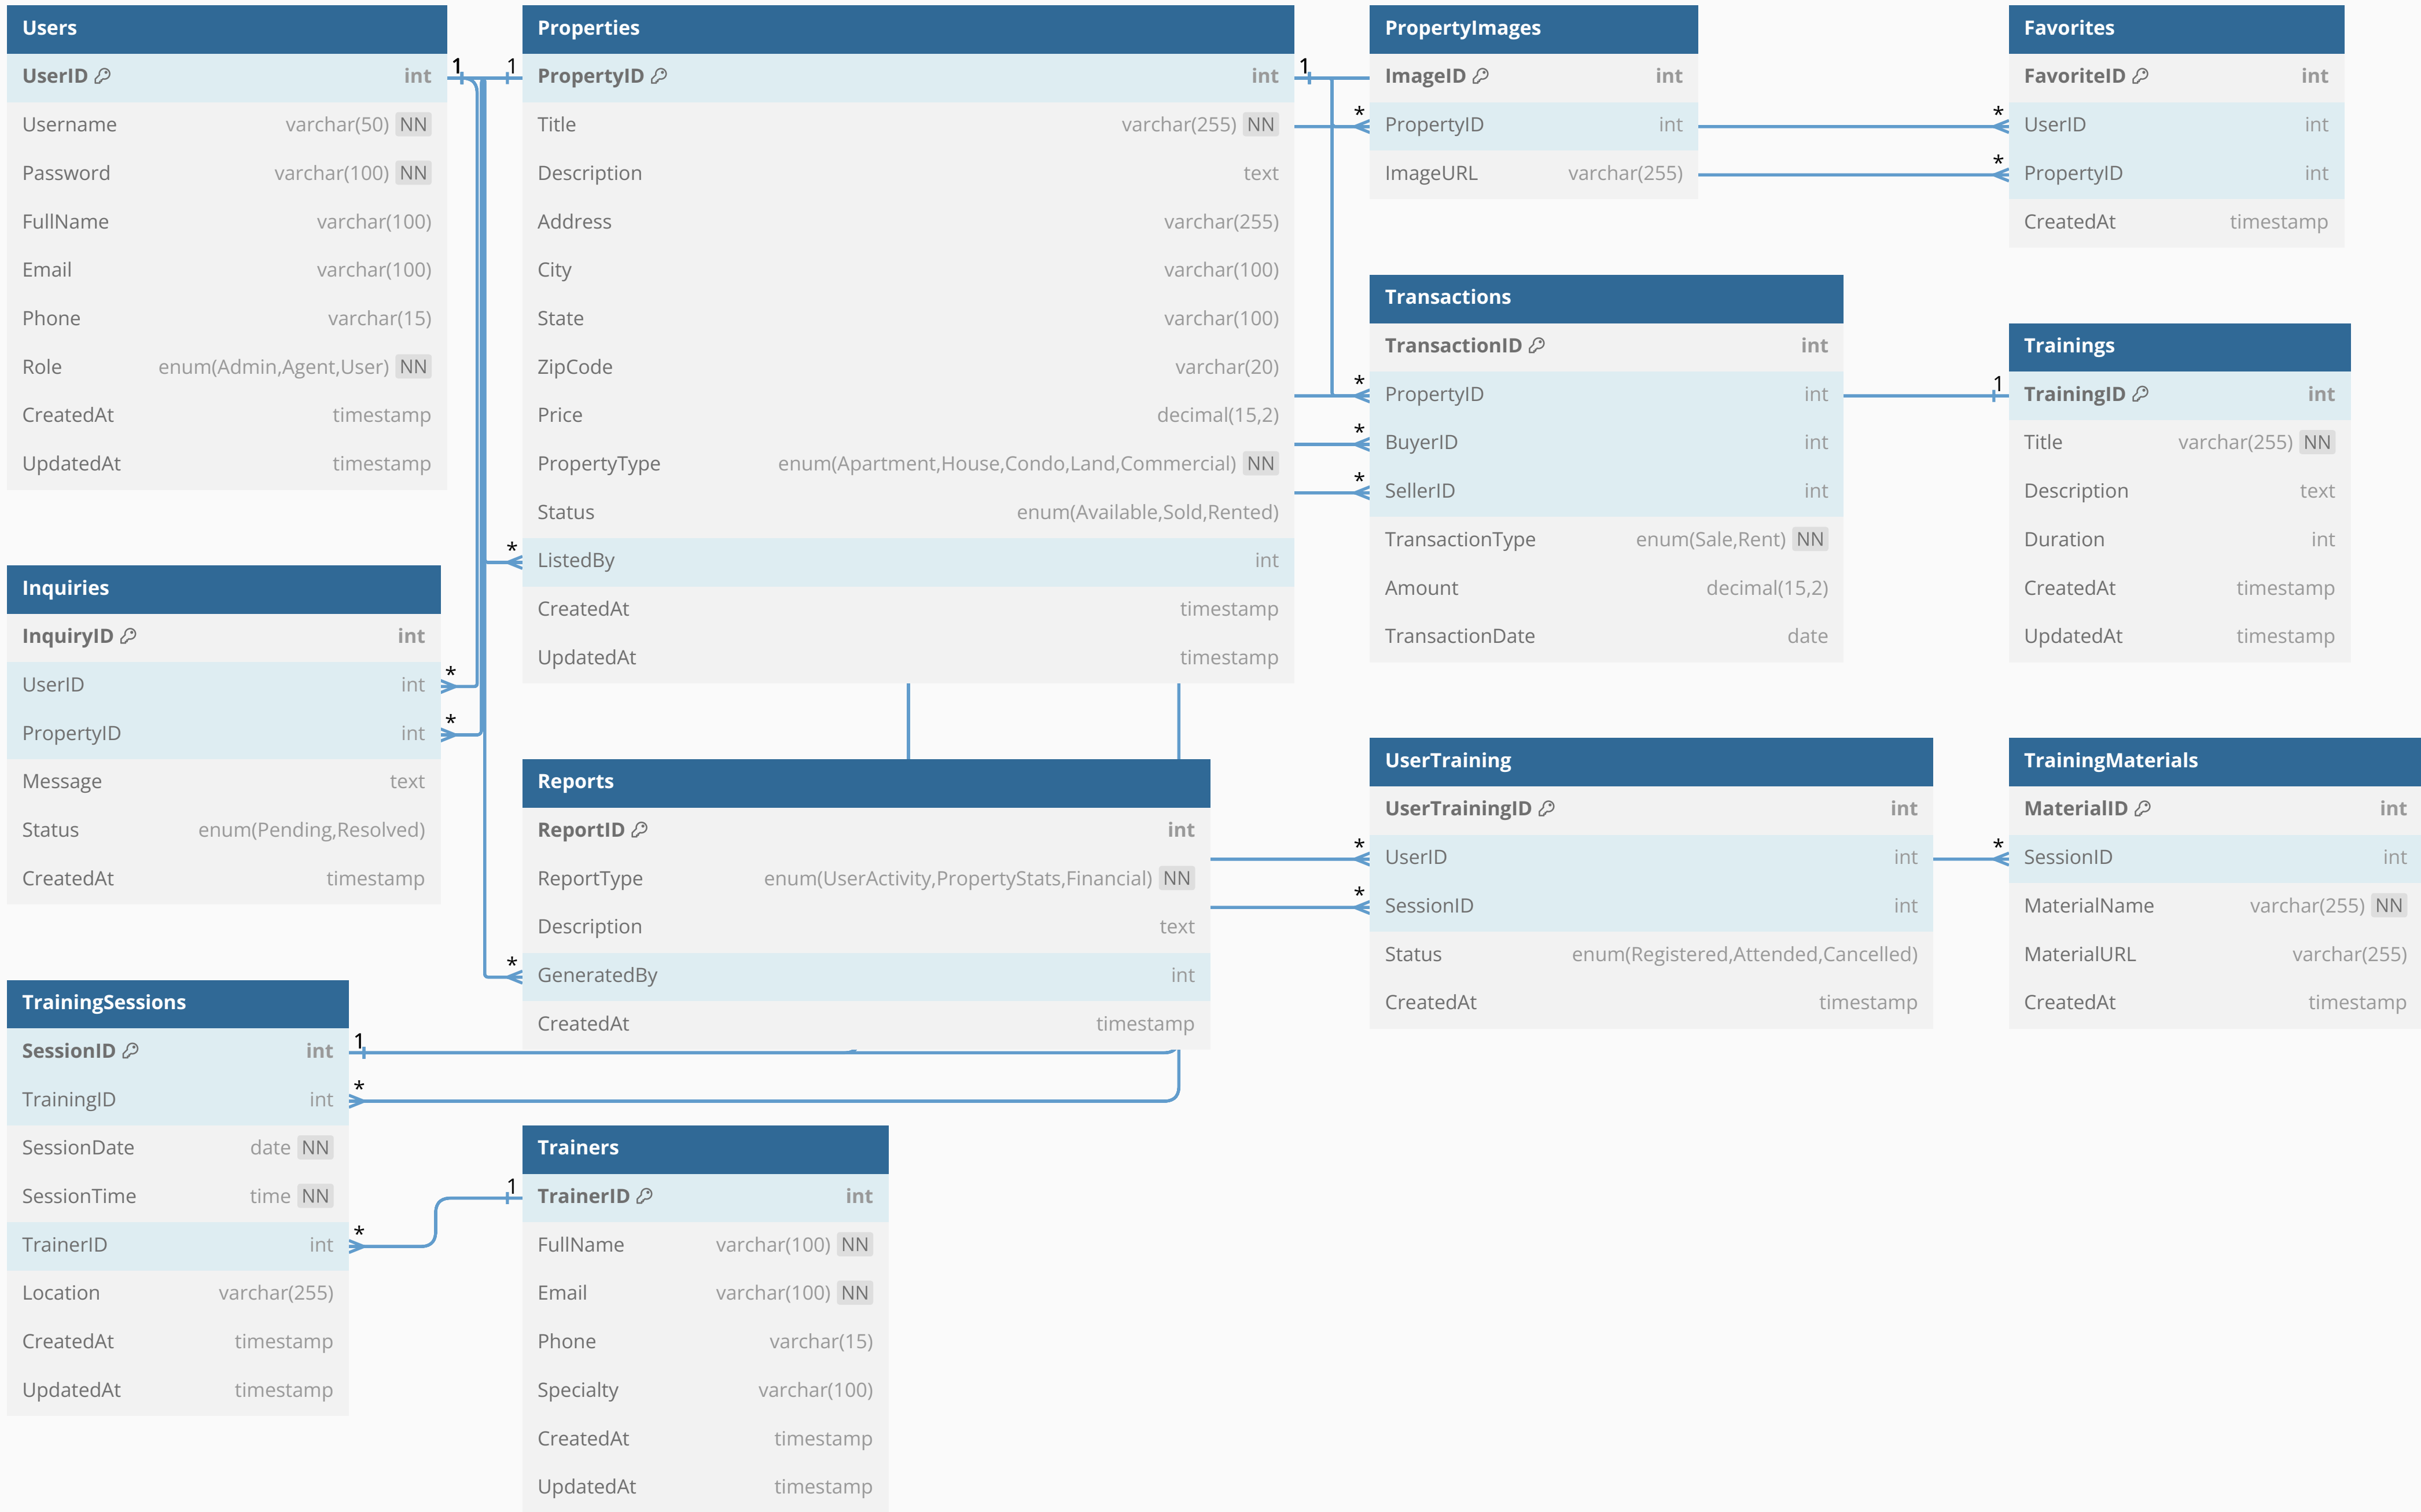 Users
UserID int
Username varchar(50) NN
Password varchar(100) NN
FullName varchar(100)
Email varchar(100)
Phone varchar(15)
Role enum(Admin,Agent,User) NN
CreatedAt timestamp
UpdatedAt timestamp
1
1
Properties
PropertyID int
Title varchar(255) NN
Description text
Address varchar(255)
City varchar(100)
State varchar(100)
ZipCode varchar(20)
Price decimal(15,2)
PropertyType enum(Apartment,House,Condo,Land,Commercial) NN
Status enum(Available,Sold,Rented)
* ListedBy int
CreatedAt timestamp
UpdatedAt timestamp
1
PropertyImages
ImageID int
* PropertyID int
ImageURL varchar(255)
Favorites
FavoriteID int
* UserID int
* PropertyID int
CreatedAt timestamp
Transactions
TransactionID int
* PropertyID int
* BuyerID int
* SellerID int
TransactionType enum(Sale,Rent) NN
Amount decimal(15,2)
TransactionDate date
Trainings
1 TrainingID int
Title varchar(255) NN
Description text
Duration int
CreatedAt timestamp
UpdatedAt timestamp
Inquiries
InquiryID int
UserID int *
PropertyID int *
Message text
Status enum(Pending,Resolved)
CreatedAt timestamp
Reports
ReportID int
ReportType enum(UserActivity,PropertyStats,Financial) NN
Description text
* GeneratedBy int
CreatedAt timestamp
UserTraining
UserTrainingID int
* UserID int
* SessionID int
Status enum(Registered,Attended,Cancelled)
CreatedAt timestamp
TrainingMaterials
MaterialID int
* SessionID int
MaterialName varchar(255) NN
MaterialURL varchar(255)
CreatedAt timestamp
TrainingSessions
SessionID int 1
TrainingID int *
SessionDate date NN
SessionTime time NN
TrainerID int *
Location varchar(255)
CreatedAt timestamp
UpdatedAt timestamp
Trainers
1 TrainerID int
FullName varchar(100) NN
Email varchar(100) NN
Phone varchar(15)
Specialty varchar(100)
CreatedAt timestamp
UpdatedAt timestamp